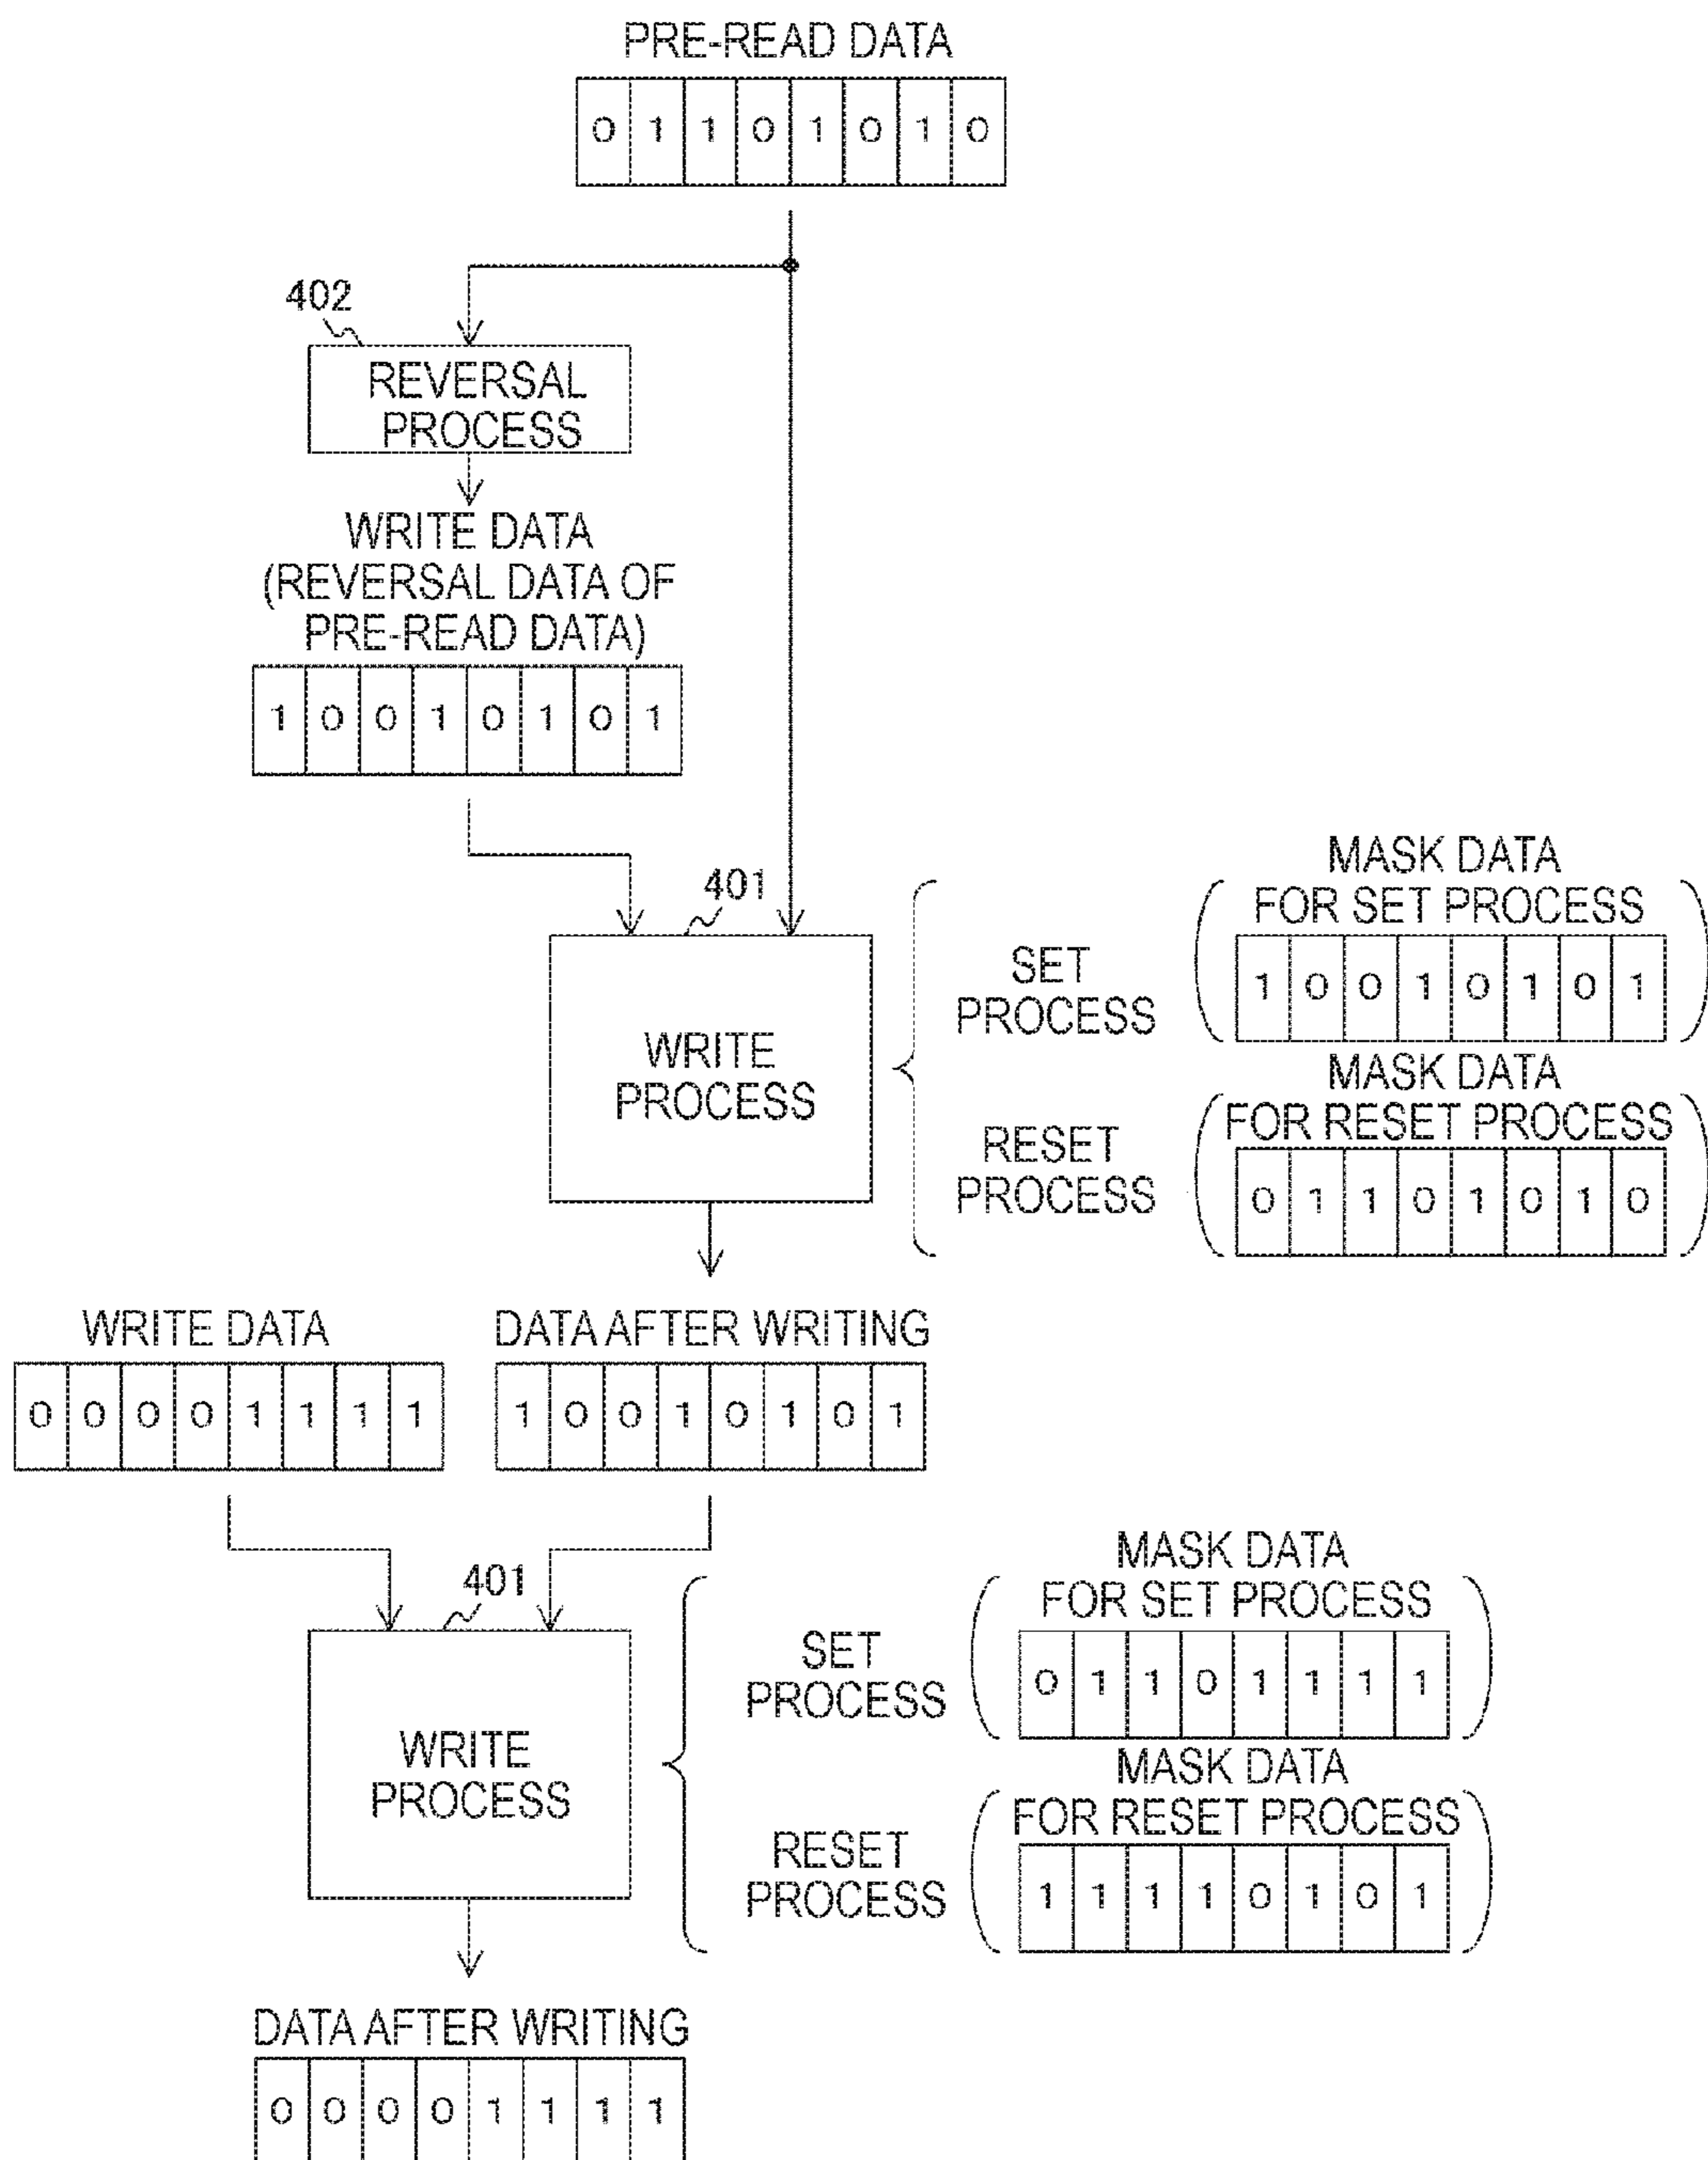 PRE-READ DATA
0 1 1 0 1 0 1 0
402
REVERSAL
PROCESS
WRITE DATA
(REVERSAL DATA OF
PRE-READ DATA)
1 0 0 1 0 1 0 1
401
WRITE
PROCESS
SET
PROCESS
MASK DATA
FOR SET PROCESS
1 0 0 1 0 1 0 1
RESET
PROCESS
MASK DATA
FOR RESET PROCESS
0 1 1 0 1 0 1 0
WRITE DATA
0 0 0 0 1 1 1 1
DATA AFTER WRITING
1 0 0 1 0 1 0 1
401
WRITE
PROCESS
SET
PROCESS
MASK DATA
FOR SET PROCESS
0 1 1 0 1 1 1 1
RESET
PROCESS
MASK DATA
FOR RESET PROCESS
1 1 1 1 0 1 0 1
DATA AFTER WRITING
0 0 0 0 1 1 1 1